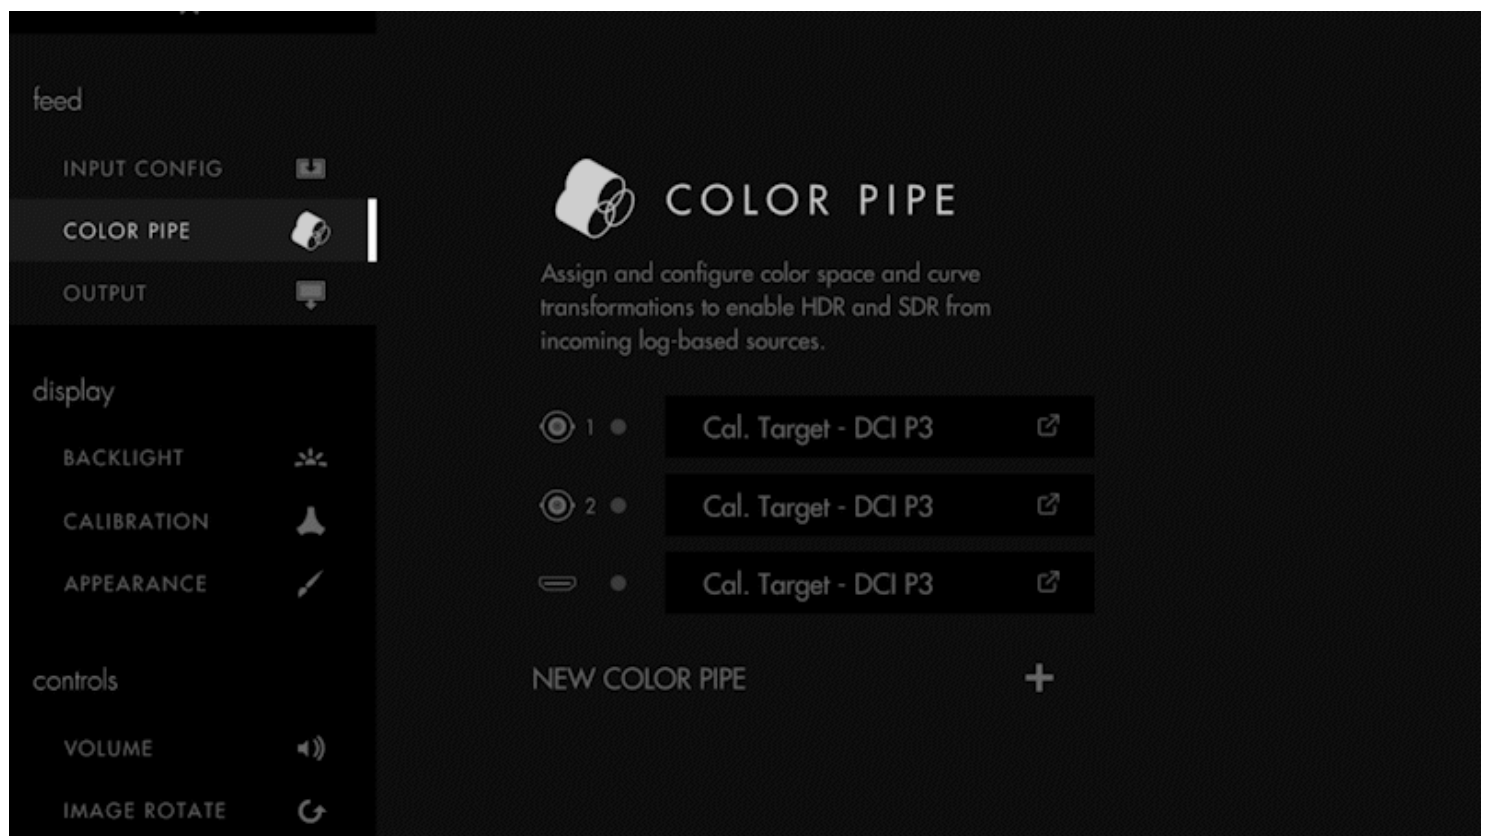 feed
INPUT CONFIG
COLOR PIPE
OUTPUT
display
BACKLIGHT
CALIBRATION
APPEARANCE
controls
VOLUME
IMAGE ROTATE
COLOR PIPE
Assign and configure color space and curve
transformations to enable HDR and SDR from
incoming log-based sources.
1 Cal. Target - DCI P3
2 Cal. Target - DCI P3
Cal. Target - DCI P3
NEW COLOR PIPE +